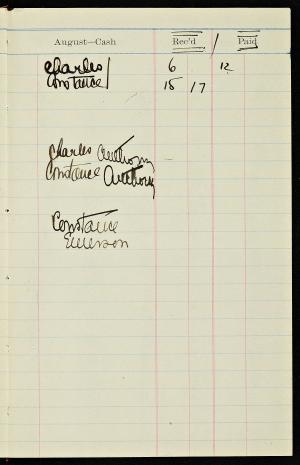 August—Cash Rec'd / Paid
Charles 6 12
Constance 15 17
Charles Anthony
Constance Anthony
Constance
Emerson